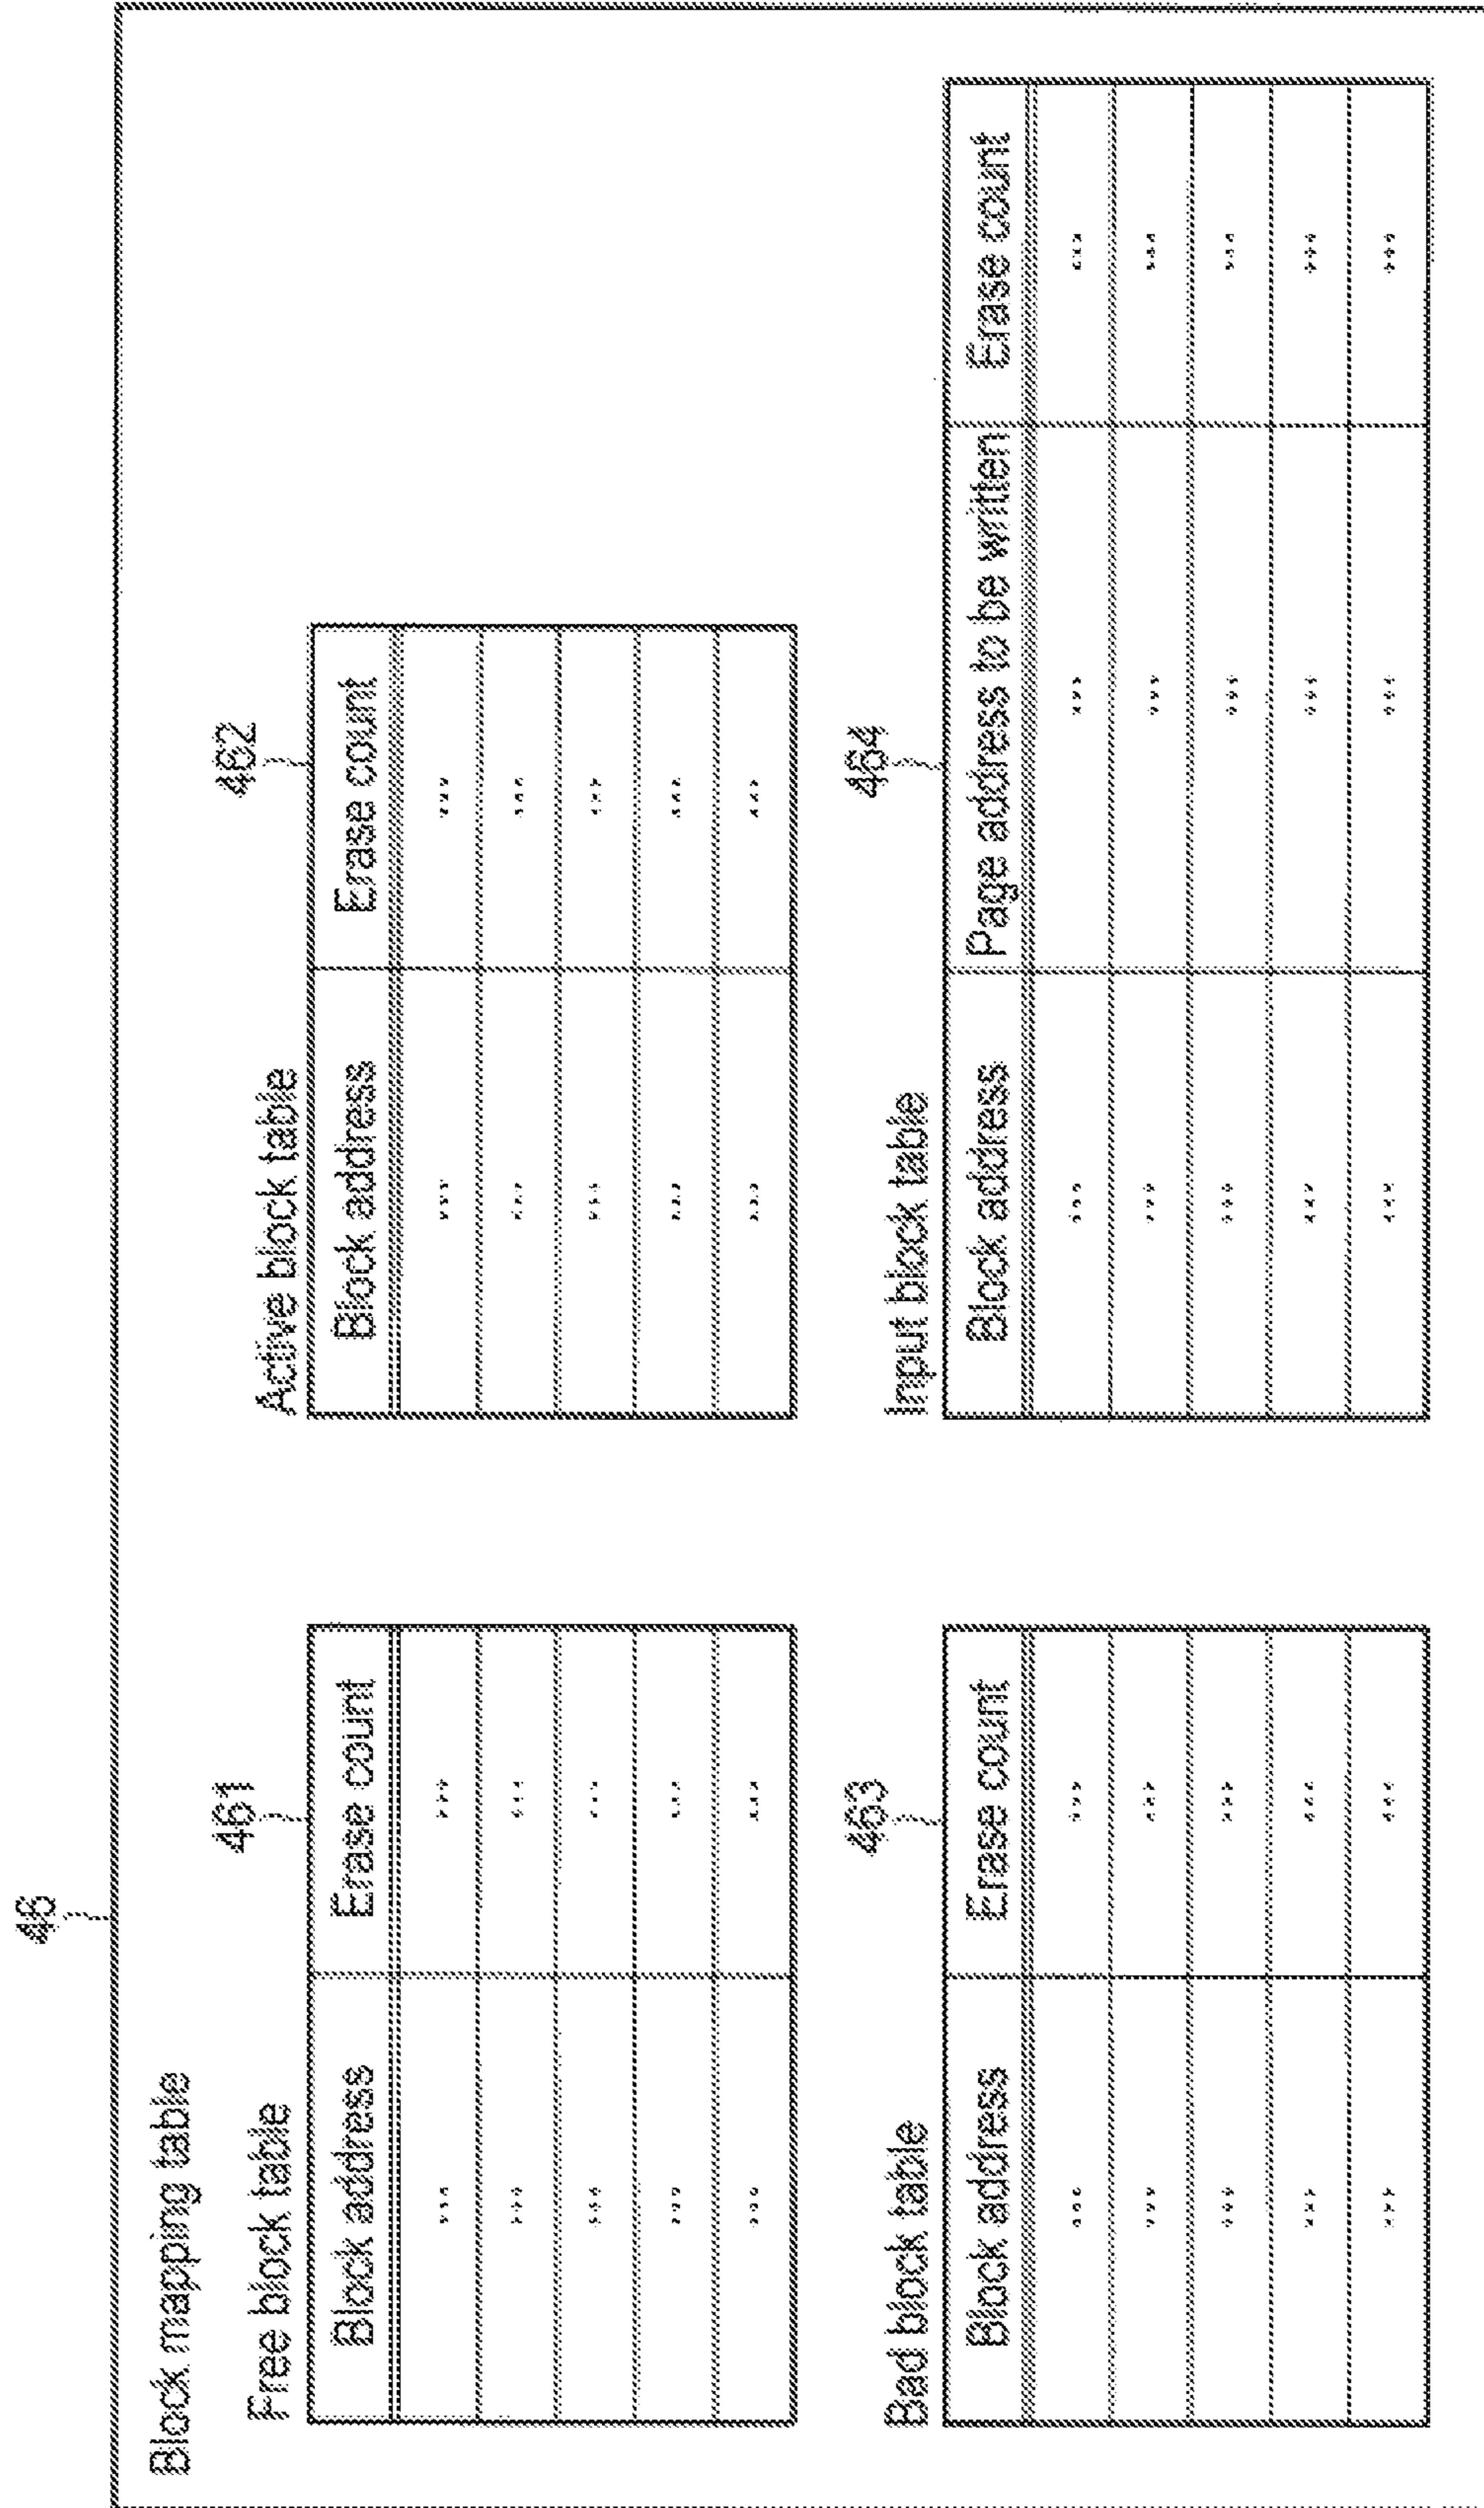 46
Block mapping table
461
Free block table
Block address Erase count
... ...
... ...
... ...
... ...
... ...
462
Active block table
Block address Erase count
... ...
... ...
... ...
... ...
... ...
463
Bad block table
Block address Erase count
... ...
... ...
... ...
... ...
... ...
464
Input block table
Block address Page address to be written Erase count
... ... ...
... ... ...
... ... ...
... ... ...
... ... ...